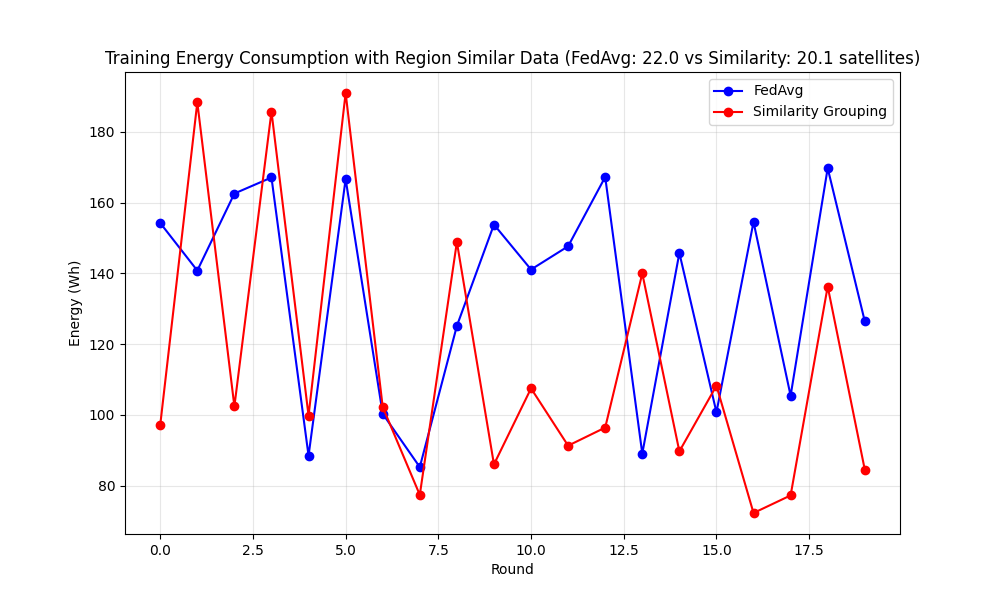 Training Energy Consumption with Region Similar Data (FedAvg: 22.0 vs Similarity: 20.1 satellites)
FedAvg
Similarity Grouping
Energy (Wh)
180
160
140
120
100
80
0.0 2.5 5.0 7.5 10.0 12.5 15.0 17.5
Round